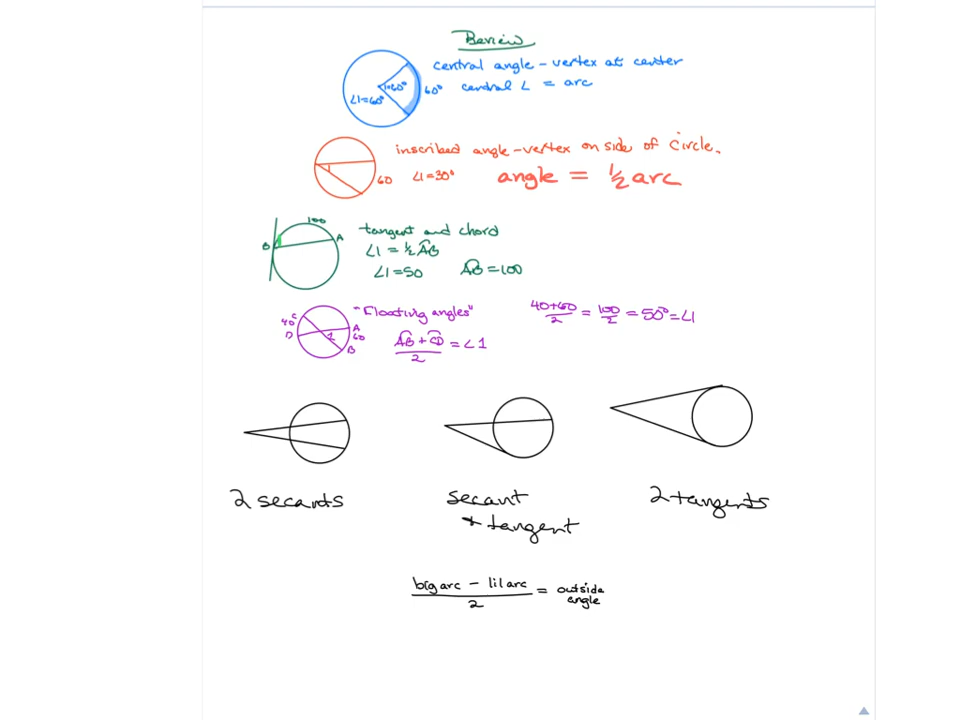 Review
central angle - vertex at center
1=60°
60°
central ∠ = arc
∠1=60°
inscribed angle - vertex on side of circle.
1
60
∠1=30°
angle = 1/2 arc
100
tangent and chord
B
A
∠1 = 1/2 AB
∠1=50
AB=100
"Floating angles"
40+60/2 = 100/2 = 50° = ∠1
C
40°
D
A
1
60
B
AB + CD/2 = ∠1
2 secants
secant
+ tangent
2 tangents
big arc - lil arc/2 = outside angle